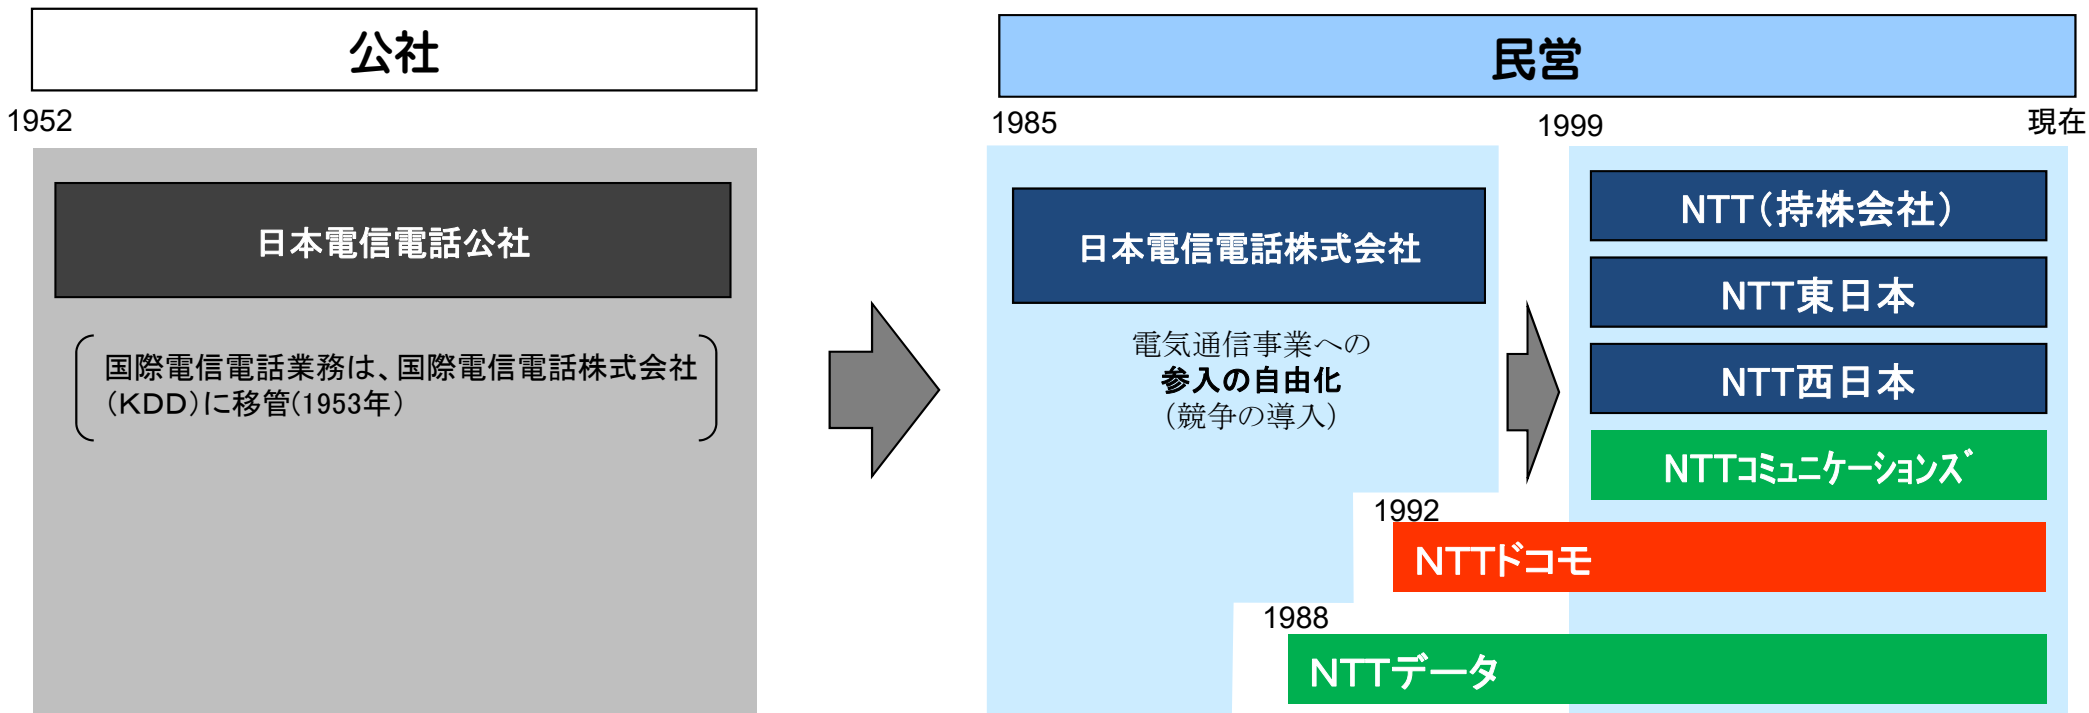 公社
民営
1952
1985
1999
現在
日本電信電話公社
国際電信電話業務は、国際電信電話株式会社
（ＫＤＤ）に移管(1953年）
日本電信電話株式会社
電気通信事業への
参入の自由化
（競争の導入）
NTT（持株会社）
NTT東日本
NTT西日本
NTTｺﾐｭﾆｹｰｼｮﾝｽﾞ
1992
ＮＴＴドコモ
1988
ＮＴＴデータ